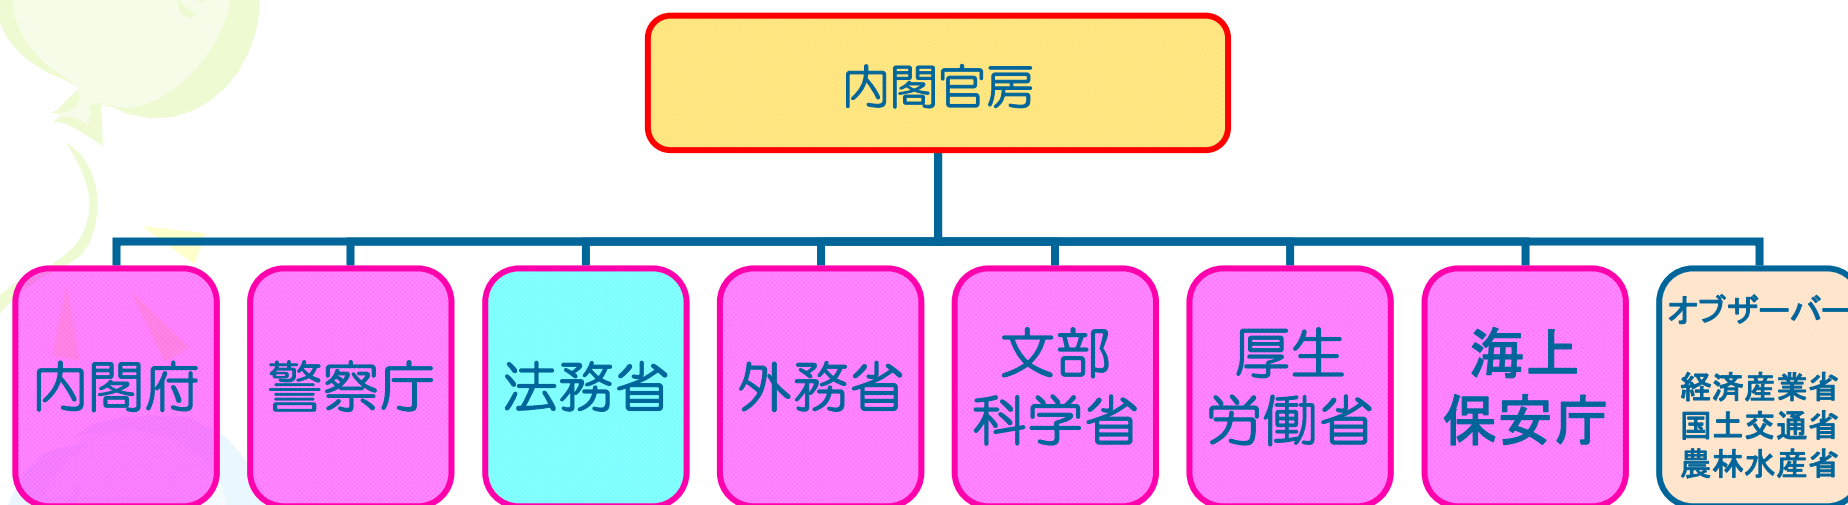 内閣官房
内閣府
警察庁
法務省
外務省
文部
科学省
厚生
労働省
海上
保安庁
オブザーバー
経済産業省
国土交通省
農林水産省